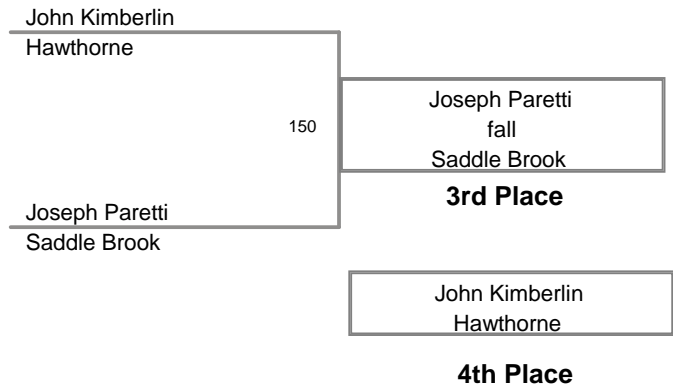 John Kimberlin
Hawthorne
150
Joseph Paretti
fall
Saddle Brook
3rd Place
Joseph Paretti
Saddle Brook
John Kimberlin
Hawthorne
4th Place